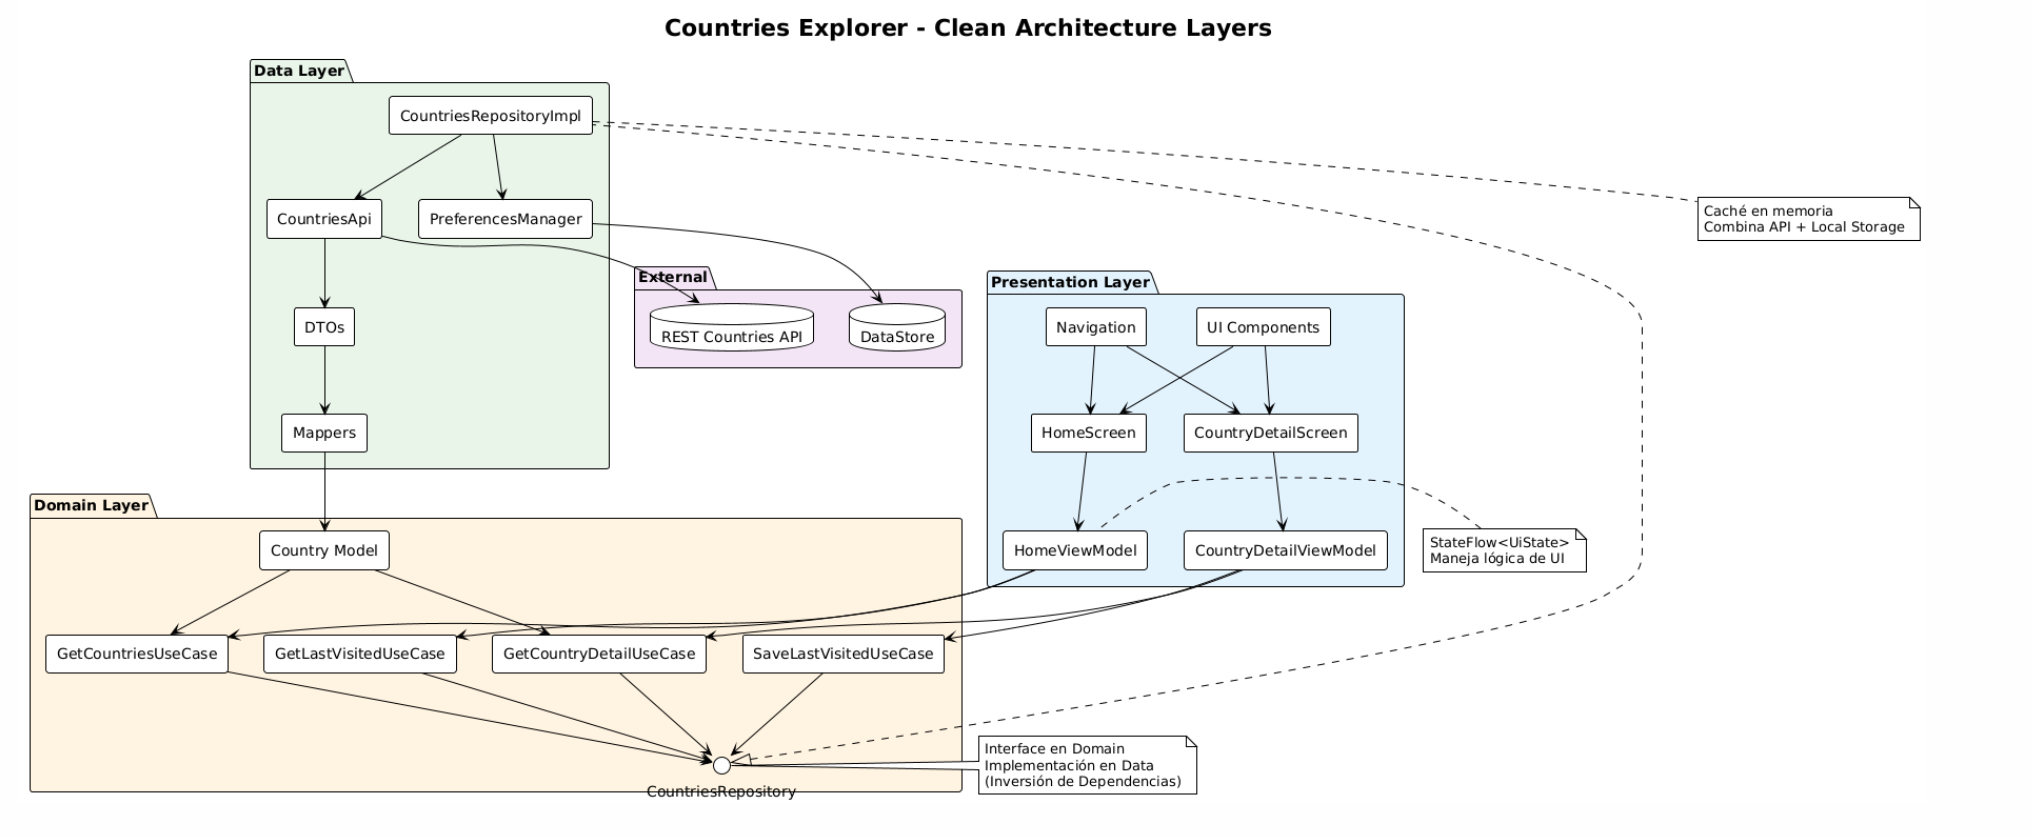 Countries Explorer - Clean Architecture Layers
Data Layer
CountriesRepositoryImpl
CountriesApi
PreferencesManager
DTOs
Mappers
External
REST Countries API
DataStore
Presentation Layer
Navigation
UI Components
HomeScreen
CountryDetailScreen
HomeViewModel
CountryDetailViewModel
Caché en memoria
Combina API + Local Storage
StateFlow<UiState>
Maneja lógica de UI
Domain Layer
Country Model
GetCountriesUseCase
GetLastVisitedUseCase
GetCountryDetailUseCase
SaveLastVisitedUseCase
CountriesRepository
Interface en Domain
Implementación en Data
(Inversión de Dependencias)